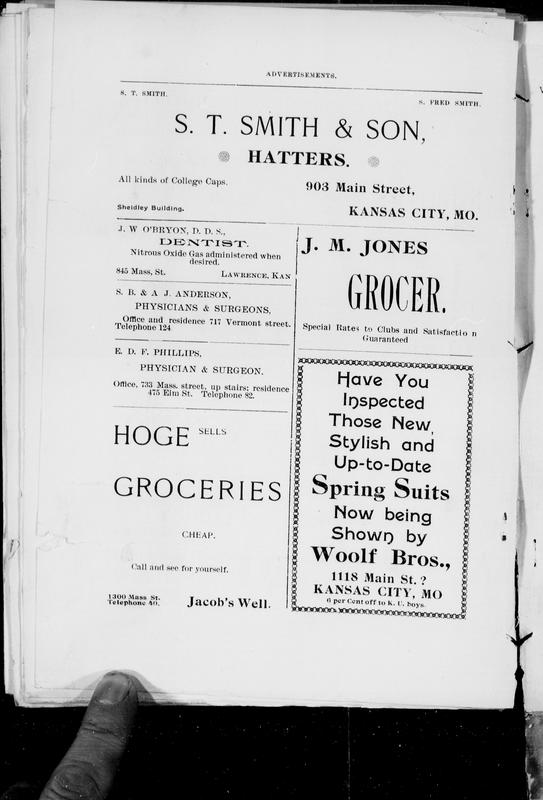 ADVERTISEMENTS.
S. T. SMITH.
S. FRED SMITH.
S. T. SMITH & SON,
HATTERS.
All kinds of College Caps.
903 Main Street,
Sheidley Building.
KANSAS CITY, MO.
J. W O'BRYON, D. D. S.,
DENTIST.
Nitrous Oxide Gas administered when
desired.
845 Mass, St. LAWRENCE, KAN
S. B. & A J. ANDERSON,
PHYSICIANS & SURGEONS,
Office and residence 717 Vermont street.
Telephone 124
E. D. F. PHILLIPS,
PHYSICIAN & SURGEON.
Office, 733 Mass. street, up stairs; residence
475 Elm St. Telephone 82.
HOGE SELLS
GROCERIES
CHEAP.
Call and see for yourself.
1300 Mass St.
Telephone 40.
Jacob's Well.
J. M. JONES
GROCER.
Special Rates to Clubs and Satisfactio n
Guaranteed
Have You
Inspected
Those New,
Stylish and
Up-to-Date
Spring Suits
Now being
Shown by
Woolf Bros.,
1118 Main St. ?
KANSAS CITY, MO
6 per Cent off to K. U. boys.